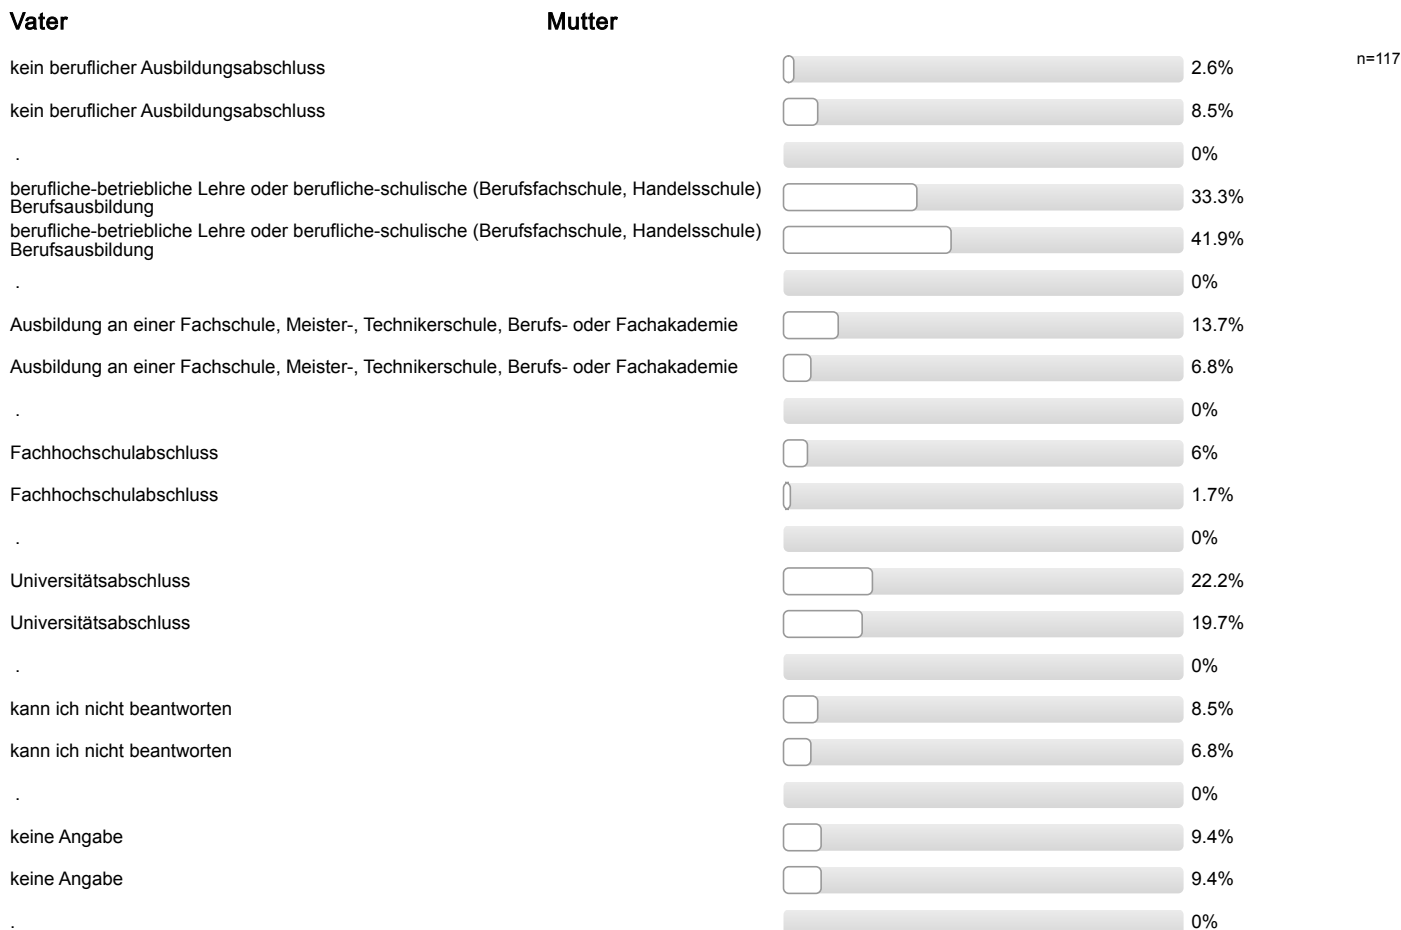 Vater Mutter
n=117
kein beruflicher Ausbildungsabschluss 2.6%
kein beruflicher Ausbildungsabschluss 8.5%
. 0%
berufliche-betriebliche Lehre oder berufliche-schulische (Berufsfachschule, Handelsschule)
Berufsausbildung 33.3%
berufliche-betriebliche Lehre oder berufliche-schulische (Berufsfachschule, Handelsschule)
Berufsausbildung 41.9%
. 0%
Ausbildung an einer Fachschule, Meister-, Technikerschule, Berufs- oder Fachakademie 13.7%
Ausbildung an einer Fachschule, Meister-, Technikerschule, Berufs- oder Fachakademie 6.8%
. 0%
Fachhochschulabschluss 6%
Fachhochschulabschluss 1.7%
. 0%
Universitätsabschluss 22.2%
Universitätsabschluss 19.7%
. 0%
kann ich nicht beantworten 8.5%
kann ich nicht beantworten 6.8%
. 0%
keine Angabe 9.4%
keine Angabe 9.4%
. 0%